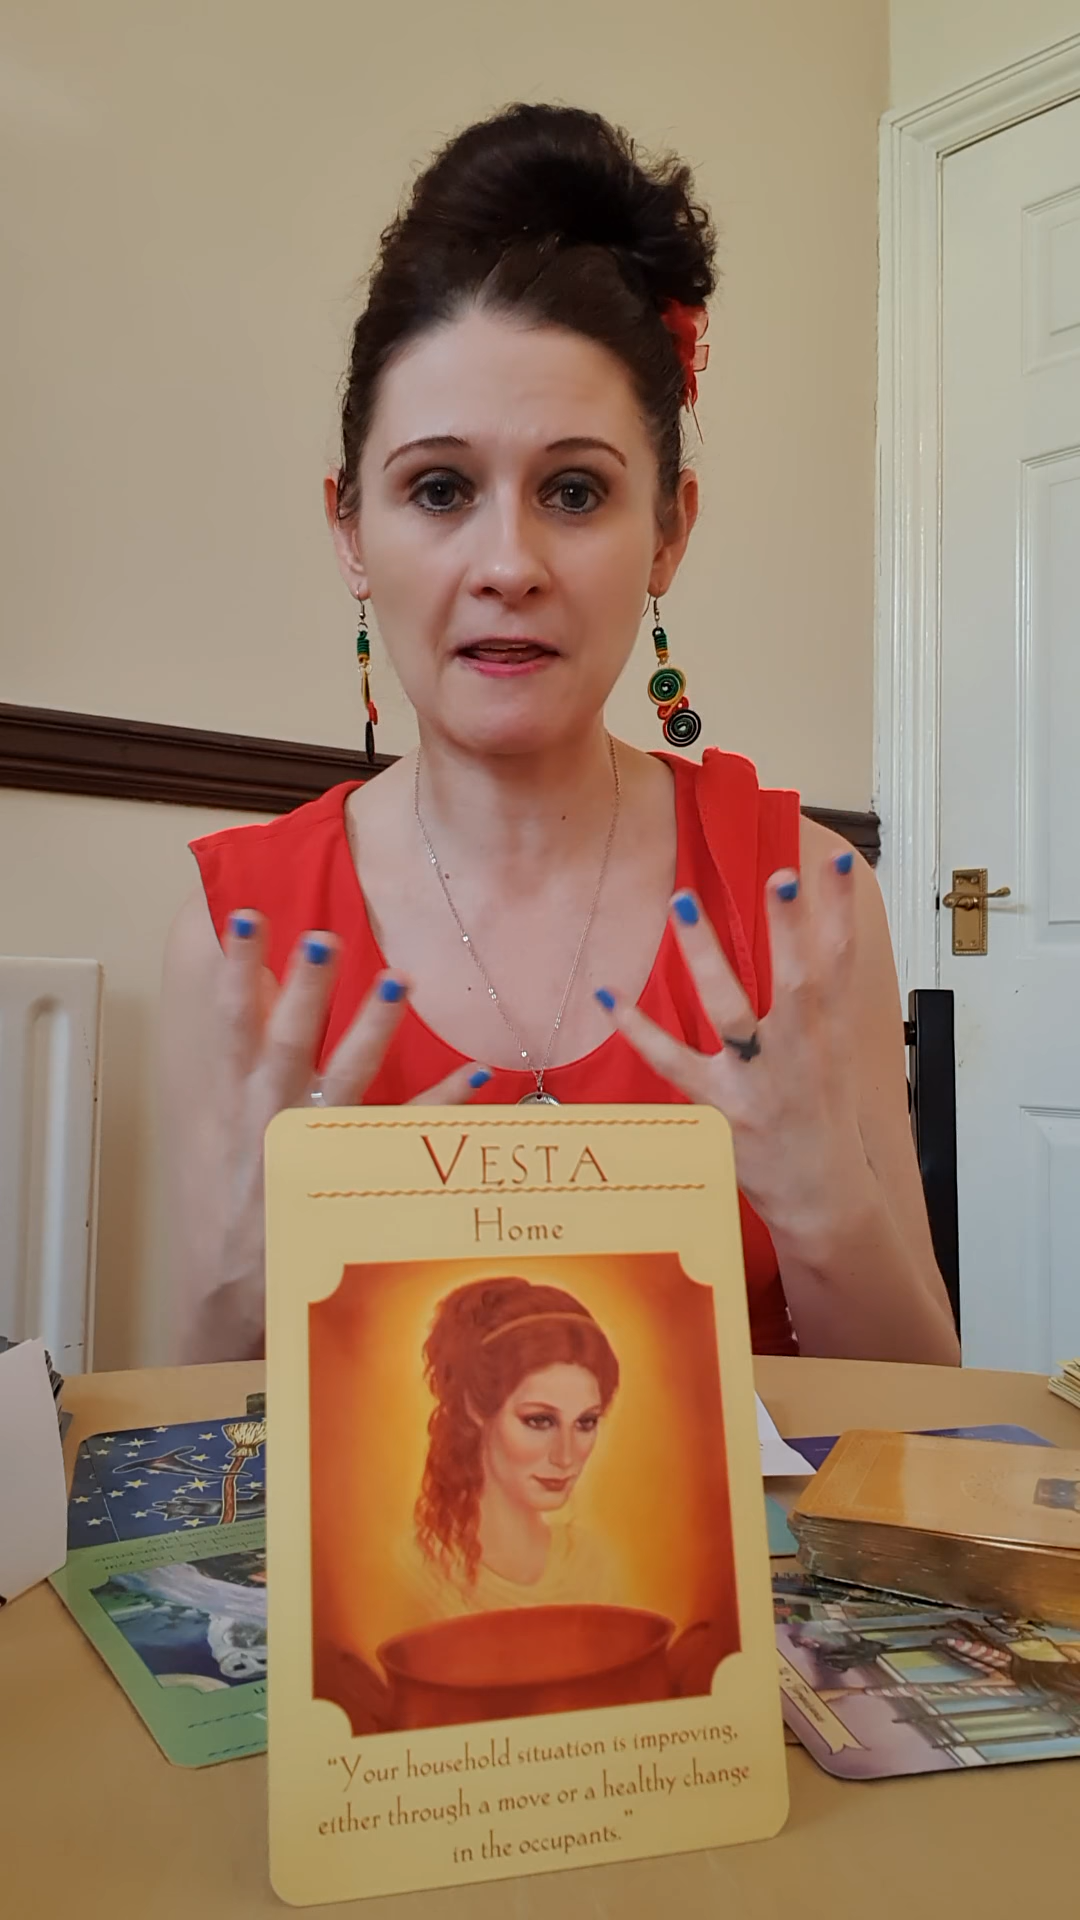 VESTA
Home
"Your household situation is improving,
either through a move or a healthy change
in the occupants."